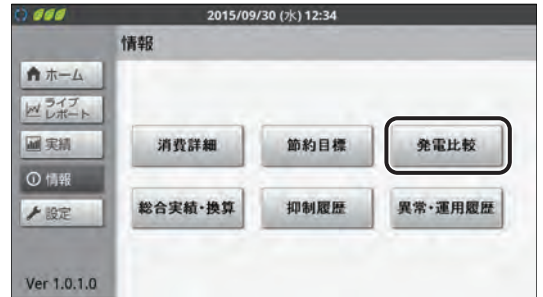 2015/09/30 (水) 12:34
情報
ホーム
ライブ
レポート
実績
情報
設定
消費詳細
節約目標
発電比較
総合実績・換算
抑制履歴
異常・運用履歴
Ver 1.0.1.0